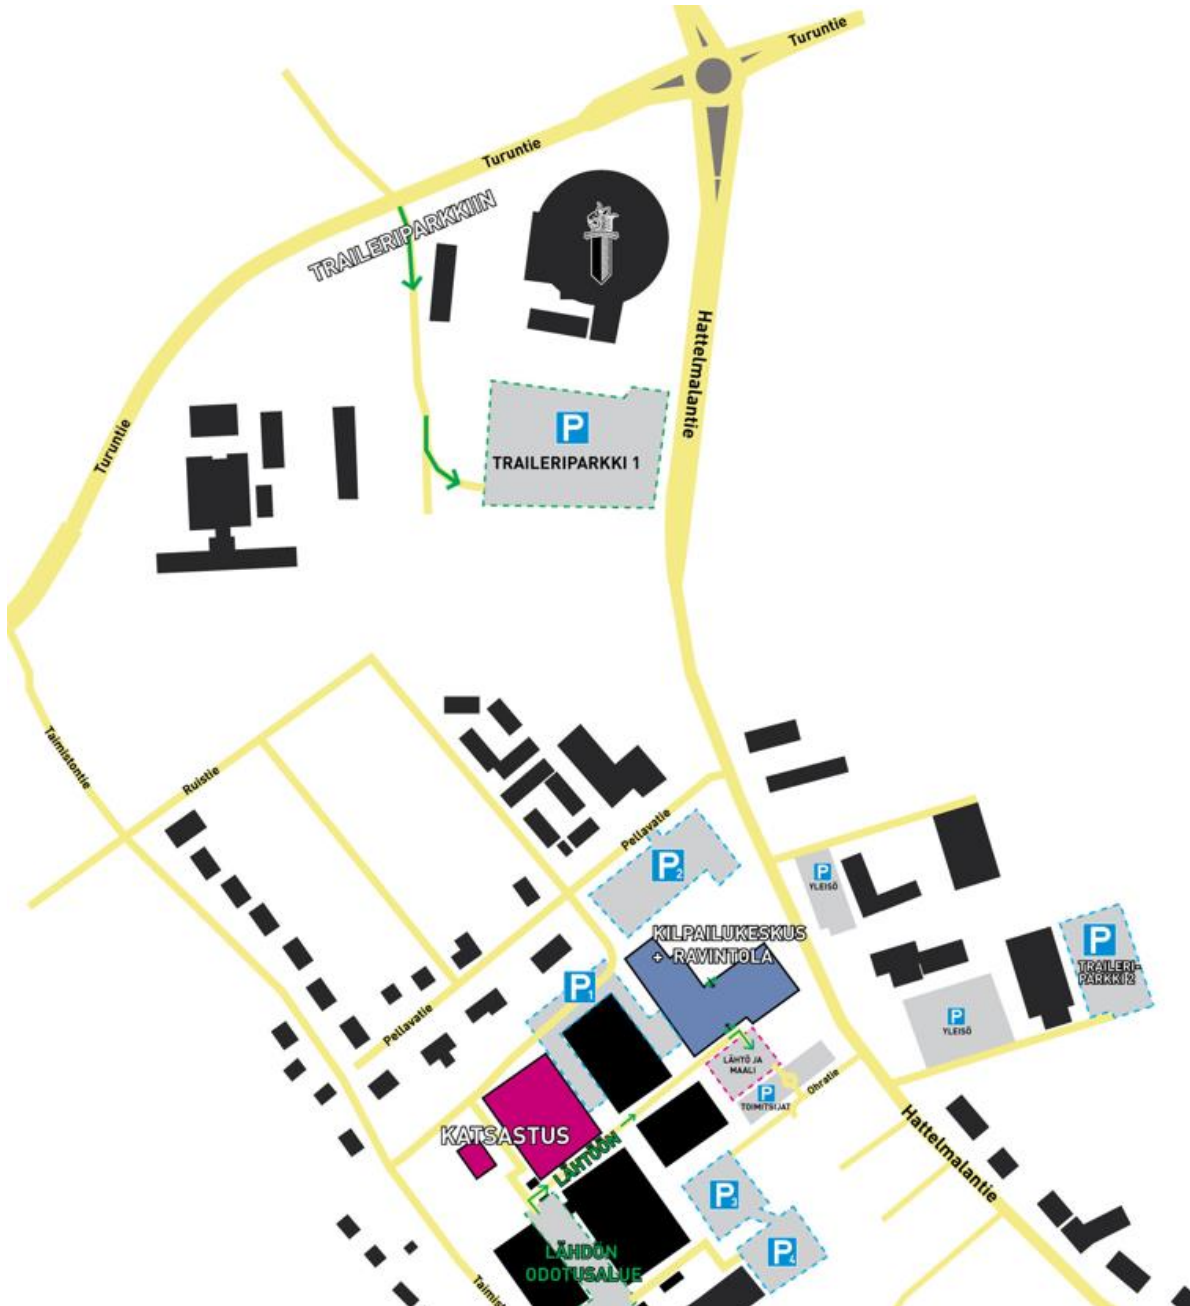 Turuntie
Turuntie
TRAILERIPARKKIIN
Hattelmalantie
P
TRAILERIPARKKI 1
Turuntie
Taimistontie
Ruistie
Pellavatie
P2
P
YLEISÖ
KILPAILUKESKUS
+ RAVINTOLA
P
TRAILERI-
PARKKI 2
P1
Pellavatie
P
YLEISÖ
LÄHTÖ JA
MAALI
Ohratie
P
TOIMITSIJAT
KATSASTUS
LÄHTÖÖN
Hattelmalantie
P3
P4
LÄHDÖN
ODOTUSALUE